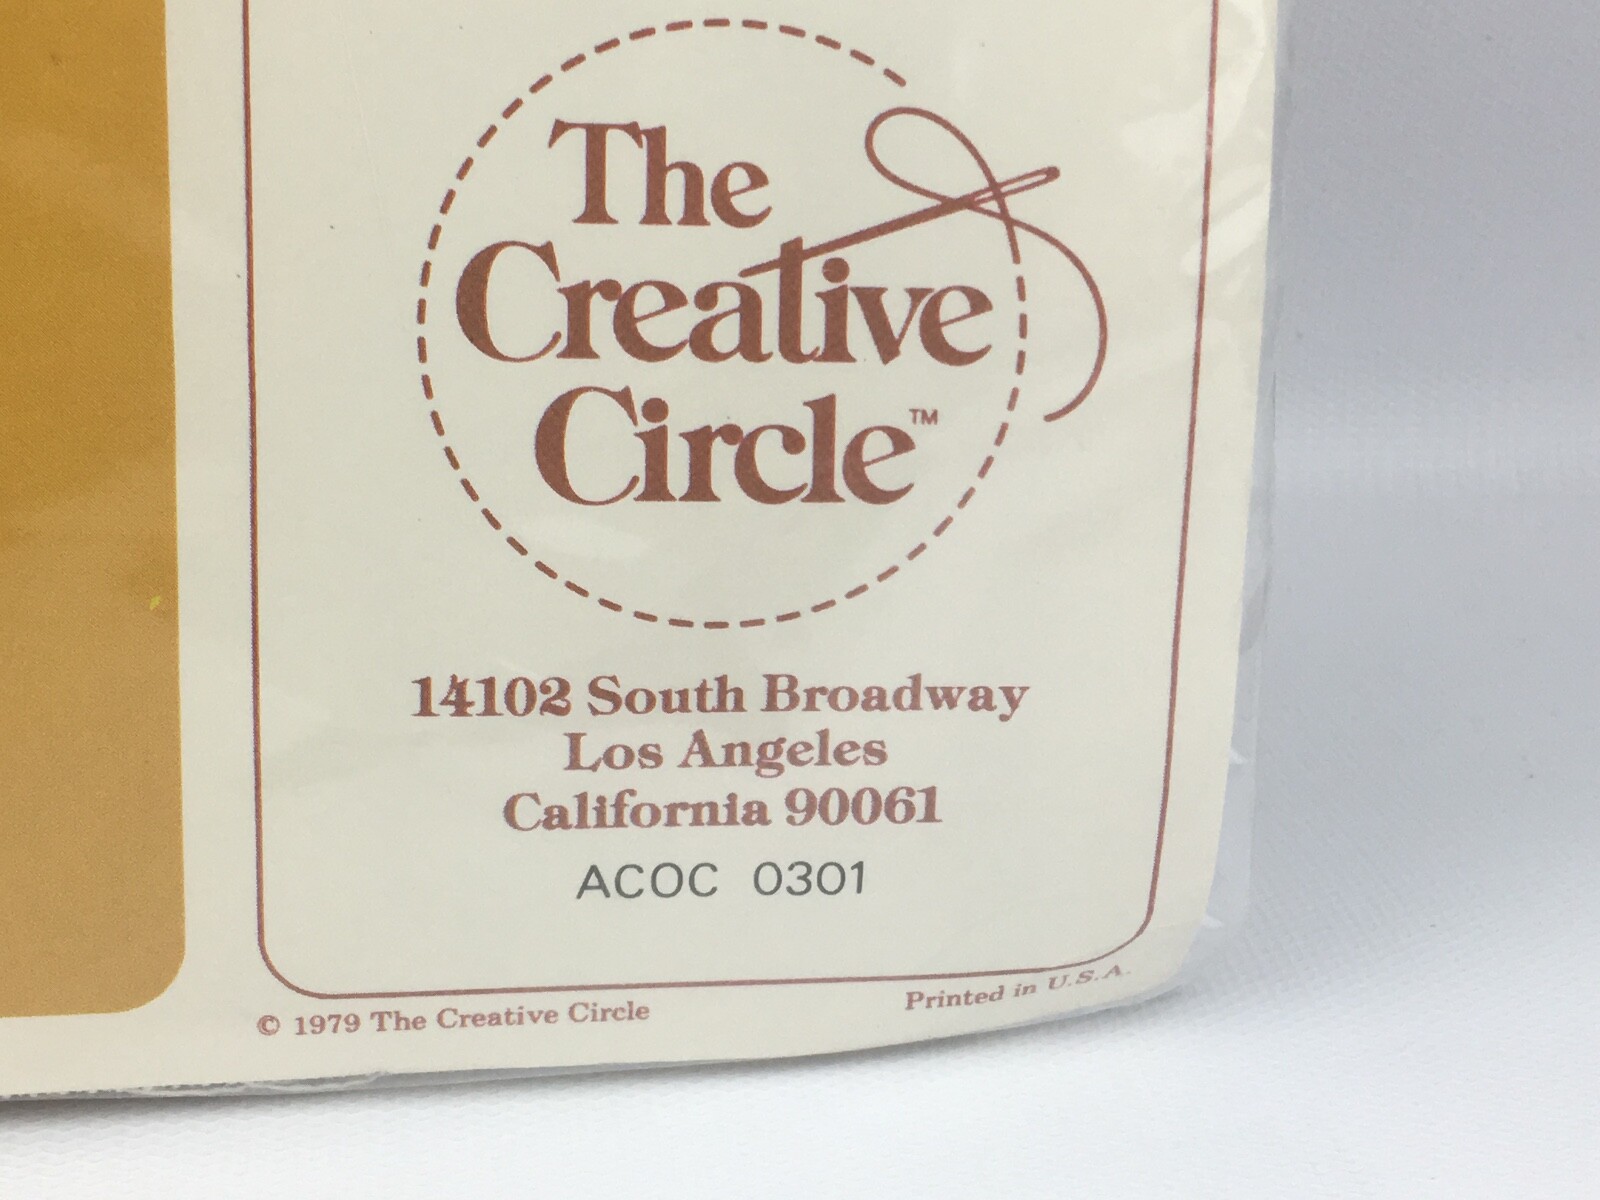 The
Creative
Circle™
14102 South Broadway
Los Angeles
California 90061
ACOC 0301
© 1979 The Creative Circle
Printed in U.S.A.